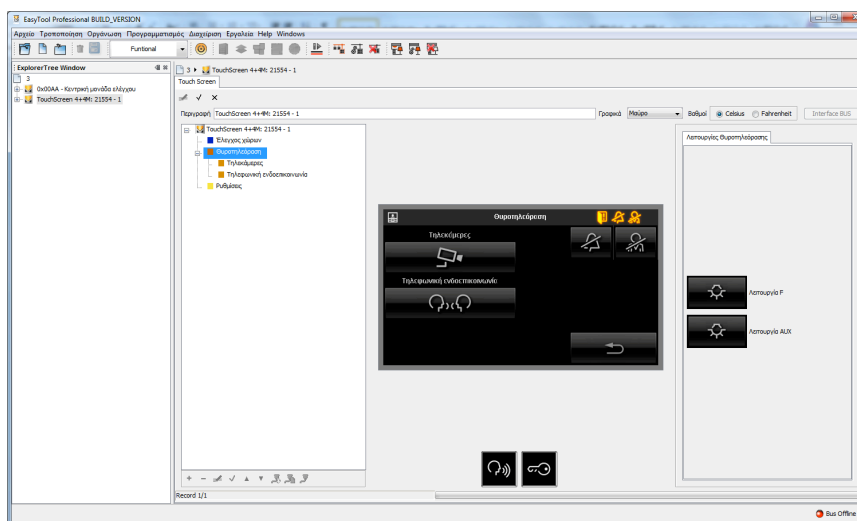 EasyTool Professional BUILD_VERSION
Αρχείο Τροποποίηση Οργάνωση Προγραμματισμός Διαχείριση Εργαλεία Help Windows
Funtional
ExplorerTree Window
3
0x00AA - Κεντρική μονάδα ελέγχου
TouchScreen 4+4M: 21554 - 1
3 TouchScreen 4+4M: 21554 - 1
Touch Screen
Περιγραφή TouchScreen 4+4M: 21554 - 1 Γραφικά Μαύρο Βαθμοί Celsius Fahrenheit Interface BUS
TouchScreen 4+4M: 21554 - 1
Έλεγχος χώρων
Θυροτηλεόραση
Τηλεκάμερες
Τηλεφωνική ενδοεπικοινωνία
Ρυθμίσεις
Θυροτηλεόραση
Τηλεκάμερες
Τηλεφωνική ενδοεπικοινωνία
Λειτουργίες Θυροτηλεόρασης
Λειτουργία P
Λειτουργία AUX
Record 1/1
Bus Offline